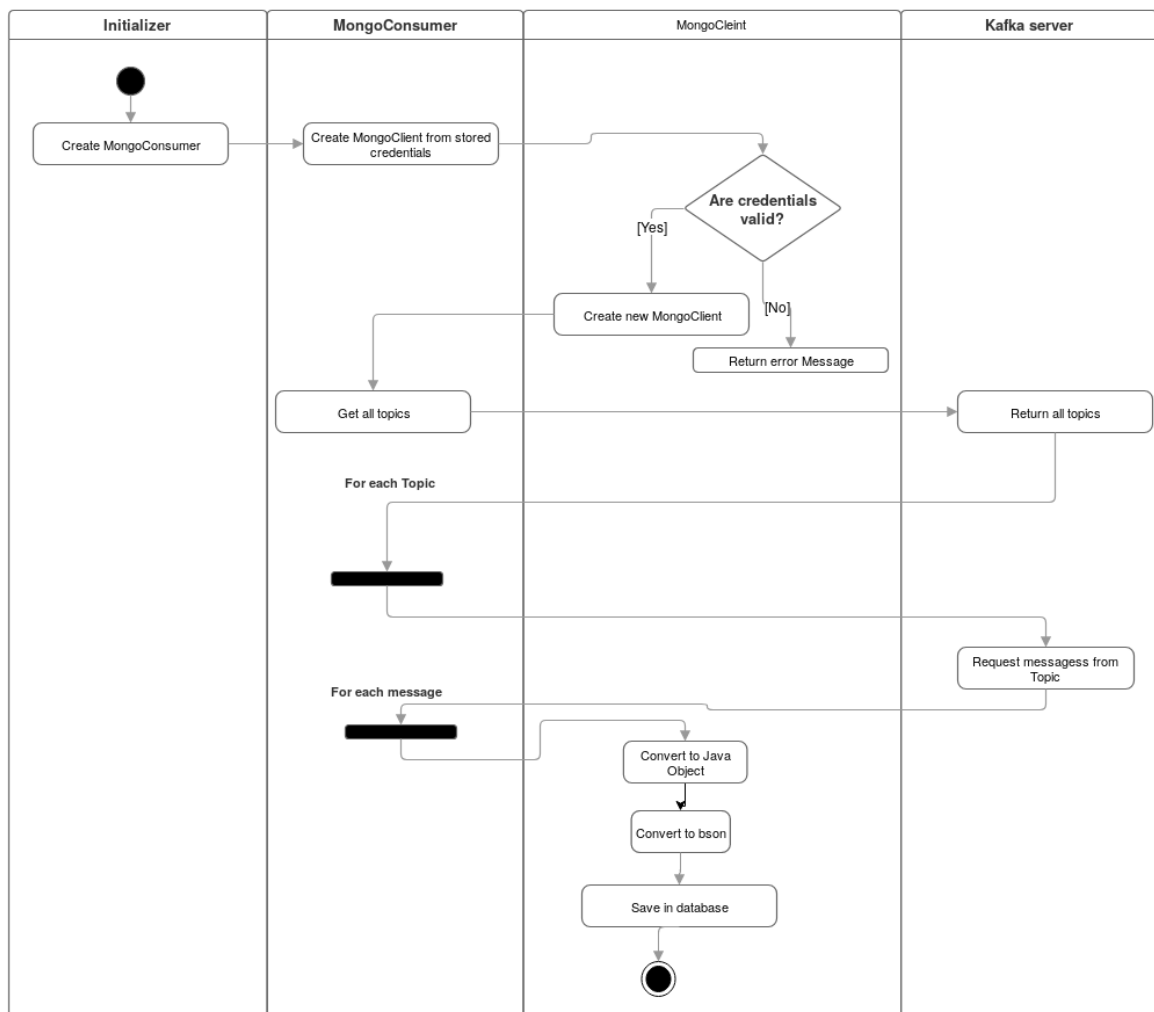 Initializer
MongoConsumer
MongoCleint
Kafka server
Create MongoConsumer
Create MongoClient from stored
credentials
Are credentials
valid?
[Yes]
[No]
Create new MongoClient
Return error Message
Get all topics
Return all topics
For each Topic
Request messagess from
Topic
For each message
Convert to Java
Object
Convert to bson
Save in database